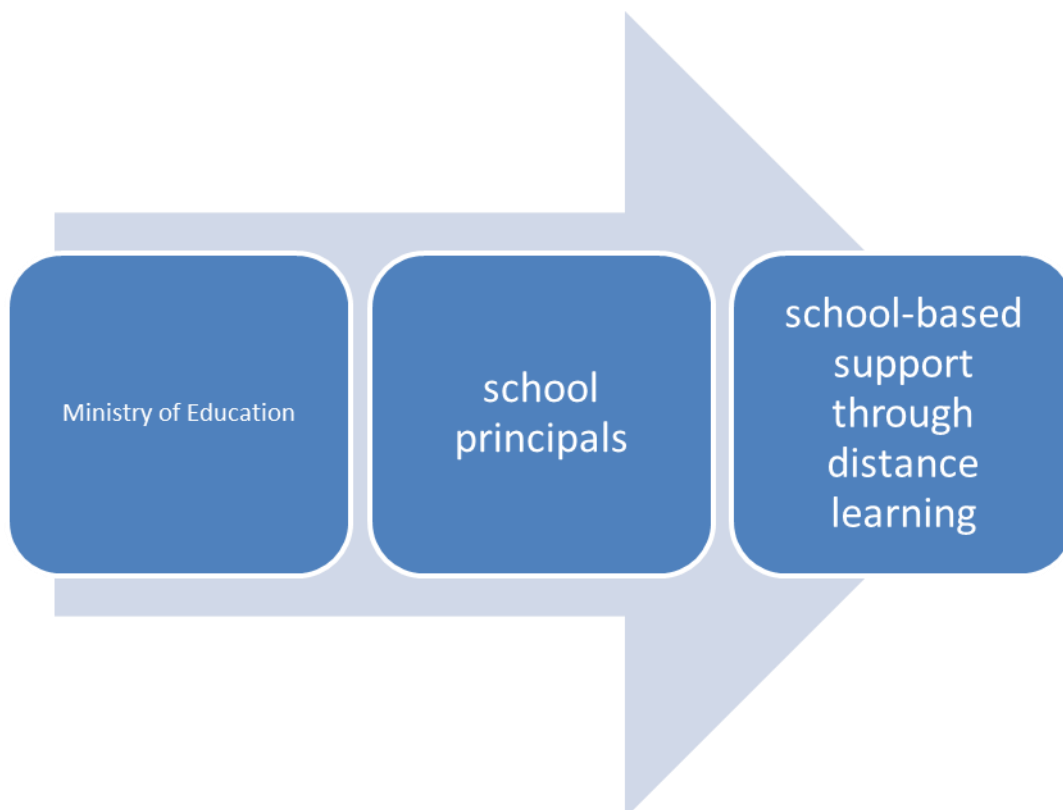 Ministry of Education
school
principals
school-based
support
through
distance
learning